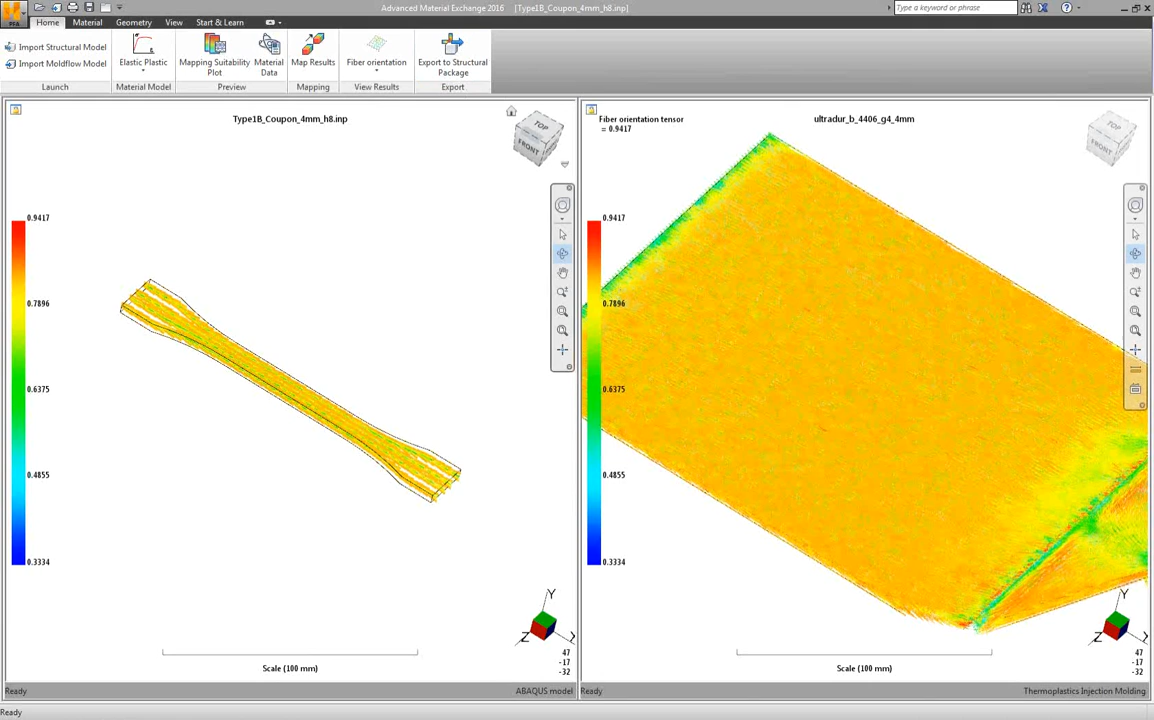 Advanced Material Exchange 2016 [Type1B_Coupon_4mm_h8.inp]
Type a keyword or phrase
PFA
Home Material Geometry View Start & Learn
Import Structural Model
Import Moldflow Model
Elastic Plastic
Mapping Suitability
Plot
Material
Data
Map Results
Fiber orientation
Export to Structural
Package
Launch Material Model Preview Mapping View Results Export
Type1B_Coupon_4mm_h8.inp
TOP
FRONT
0.9417
0.7896
0.6375
0.4855
0.3334
Y
Z
X
47
-17
-32
Scale (100 mm)
Ready
ABAQUS model
Fiber orientation tensor
= 0.9417
ultradur_b_4406_g4_4mm
TOP
FRONT
0.9417
0.7896
0.6375
0.4855
0.3334
Y
Z
X
47
-17
-32
Scale (100 mm)
Ready
Thermoplastics Injection Molding
Ready